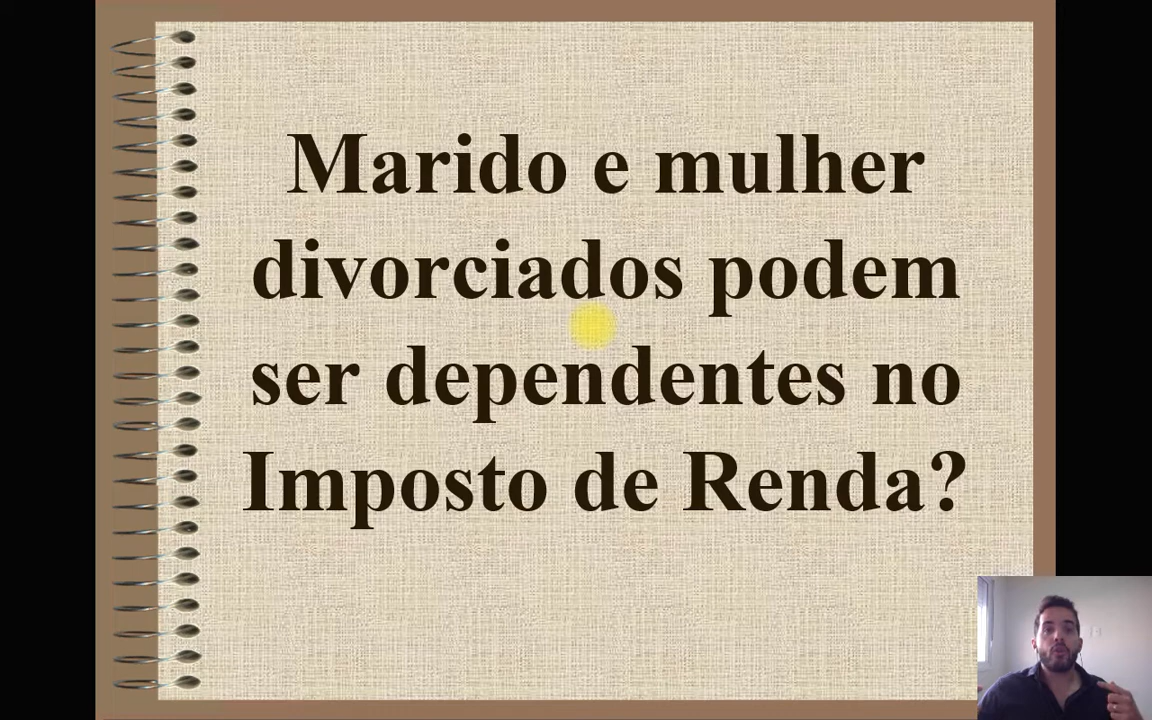 Marido e mulher
divorciados podem
ser dependentes no
Imposto de Renda?